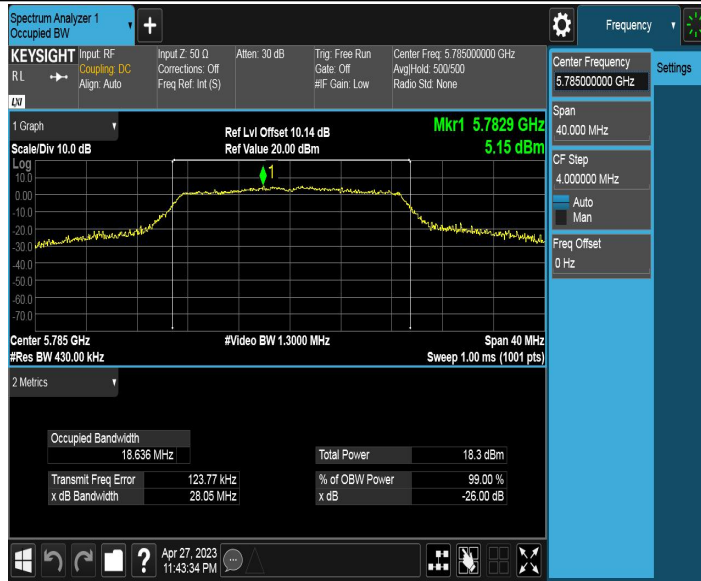 Spectrum Analyzer 1
Occupied BW
+
Frequency
KEYSIGHT
RL
LXI
Input: RF
Coupling: DC
Align: Auto
Input Z: 50 Ω
Corrections: Off
Freq Ref: Int (S)
Atten: 30 dB
Trig: Free Run
Gate: Off
#IF Gain: Low
Center Freq: 5.785000000 GHz
Avg|Hold: 500/500
Radio Std: None
Center Frequency
5.785000000 GHz
Settings
Span
40.000 MHz
CF Step
4.000000 MHz
Auto
Man
Freq Offset
0 Hz
1 Graph
Scale/Div 10.0 dB
Ref Lvl Offset 10.14 dB
Ref Value 20.00 dBm
Mkr1 5.7829 GHz
5.15 dBm
Log
10.0
0.00
-10.0
-20.0
-30.0
-40.0
-50.0
-60.0
-70.0
1
Center 5.785 GHz
#Res BW 430.00 kHz
#Video BW 1.3000 MHz
Span 40 MHz
Sweep 1.00 ms (1001 pts)
2 Metrics
Occupied Bandwidth
18.636 MHz
Total Power 18.3 dBm
Transmit Freq Error 123.77 kHz
x dB Bandwidth 28.05 MHz
% of OBW Power 99.00 %
x dB -26.00 dB
?
Apr 27, 2023
11:43:34 PM